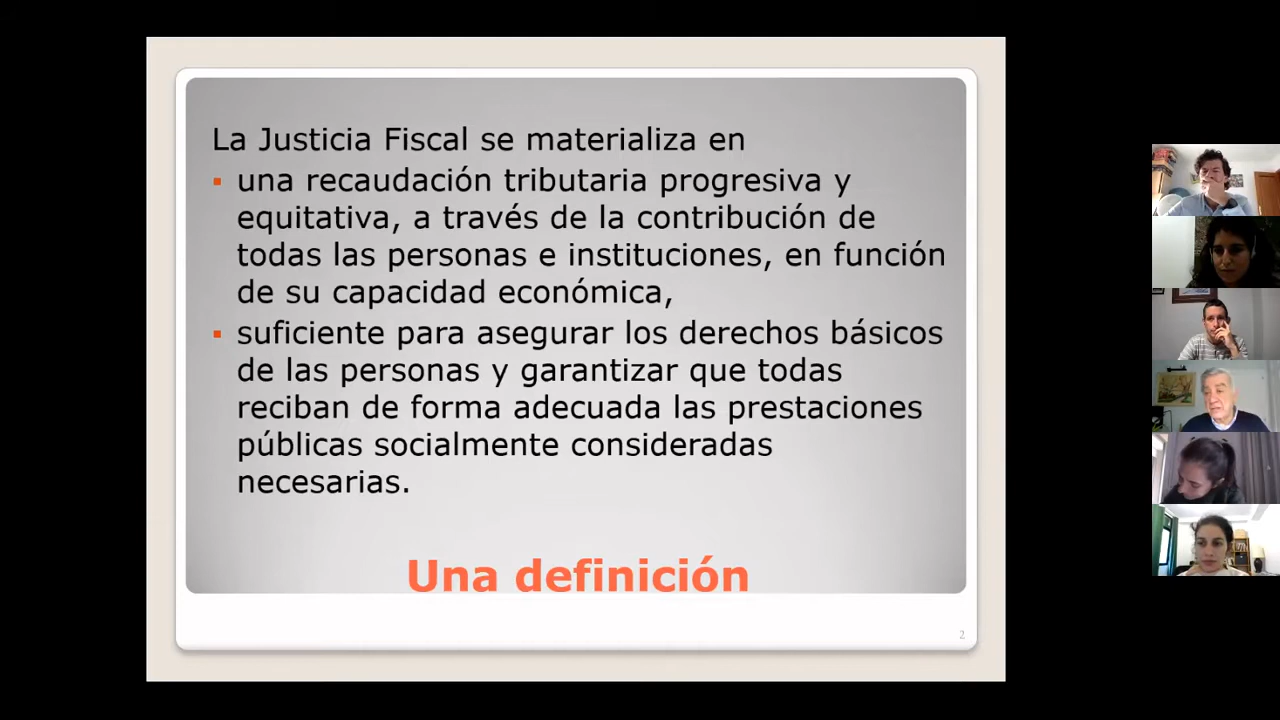 La Justicia Fiscal se materializa en
▪ una recaudación tributaria progresiva y
equitativa, a través de la contribución de
todas las personas e instituciones, en función
de su capacidad económica,
▪ suficiente para asegurar los derechos básicos
de las personas y garantizar que todas
reciban de forma adecuada las prestaciones
públicas socialmente consideradas
necesarias.
Una definición
2